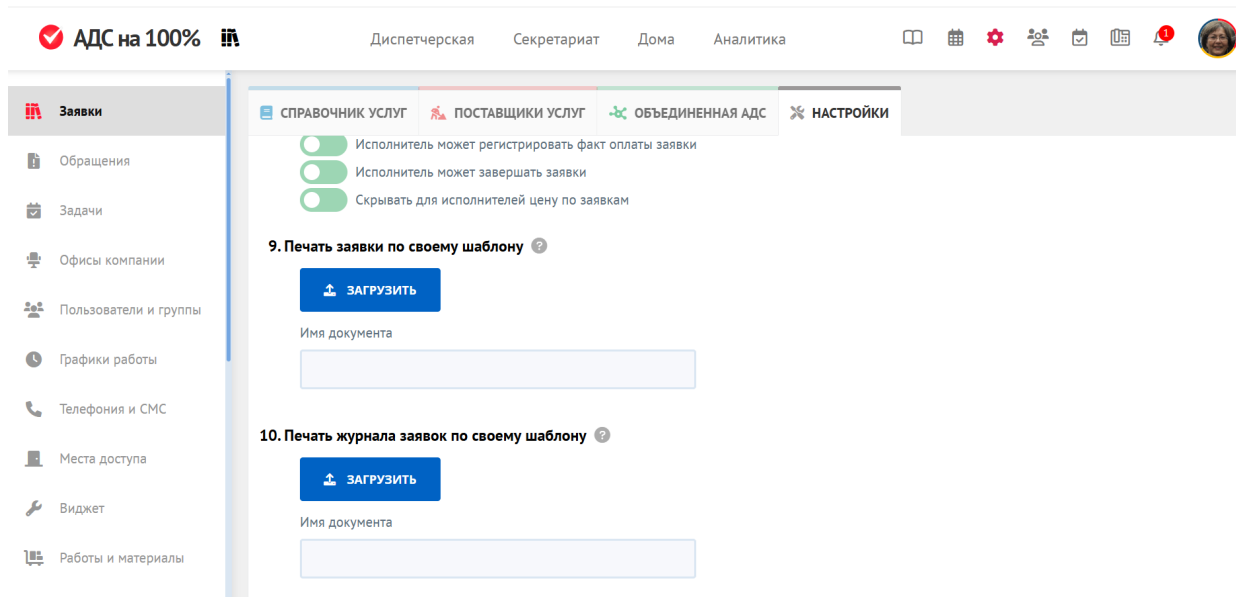 АДС на 100%
Диспетчерская Секретариат Дома Аналитика
1
Заявки
Обращения
Задачи
Офисы компании
Пользователи и группы
Графики работы
Телефония и СМС
Места доступа
Виджет
Работы и материалы
СПРАВОЧНИК УСЛУГ ПОСТАВЩИКИ УСЛУГ ОБЪЕДИНЕННАЯ АДС НАСТРОЙКИ
Исполнитель может регистрировать факт оплаты заявки
Исполнитель может завершать заявки
Скрывать для исполнителей цену по заявкам
9. Печать заявки по своему шаблону ?
ЗАГРУЗИТЬ
Имя документа
10. Печать журнала заявок по своему шаблону ?
ЗАГРУЗИТЬ
Имя документа